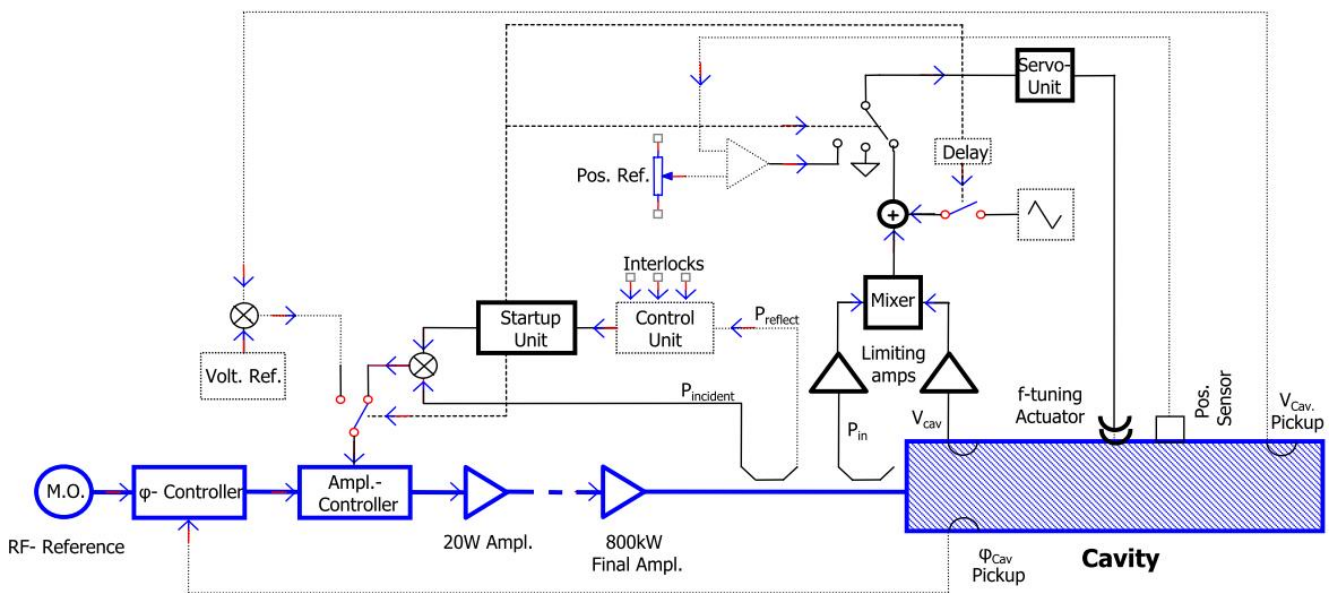 Servo-
Unit
Delay
Pos. Ref.
+
Interlocks
Mixer
Startup
Unit
Control
Unit
P_reflect
Limiting
amps
Volt. Ref.
f-tuning
Actuator
Pos.
Sensor
V_Cav.
Pickup
P_incident
P_in
V_cav
M.O.
φ- Controller
Ampl.-
Controller
RF- Reference
20W Ampl.
800kW
Final Ampl.
φ_Cav
Pickup
Cavity